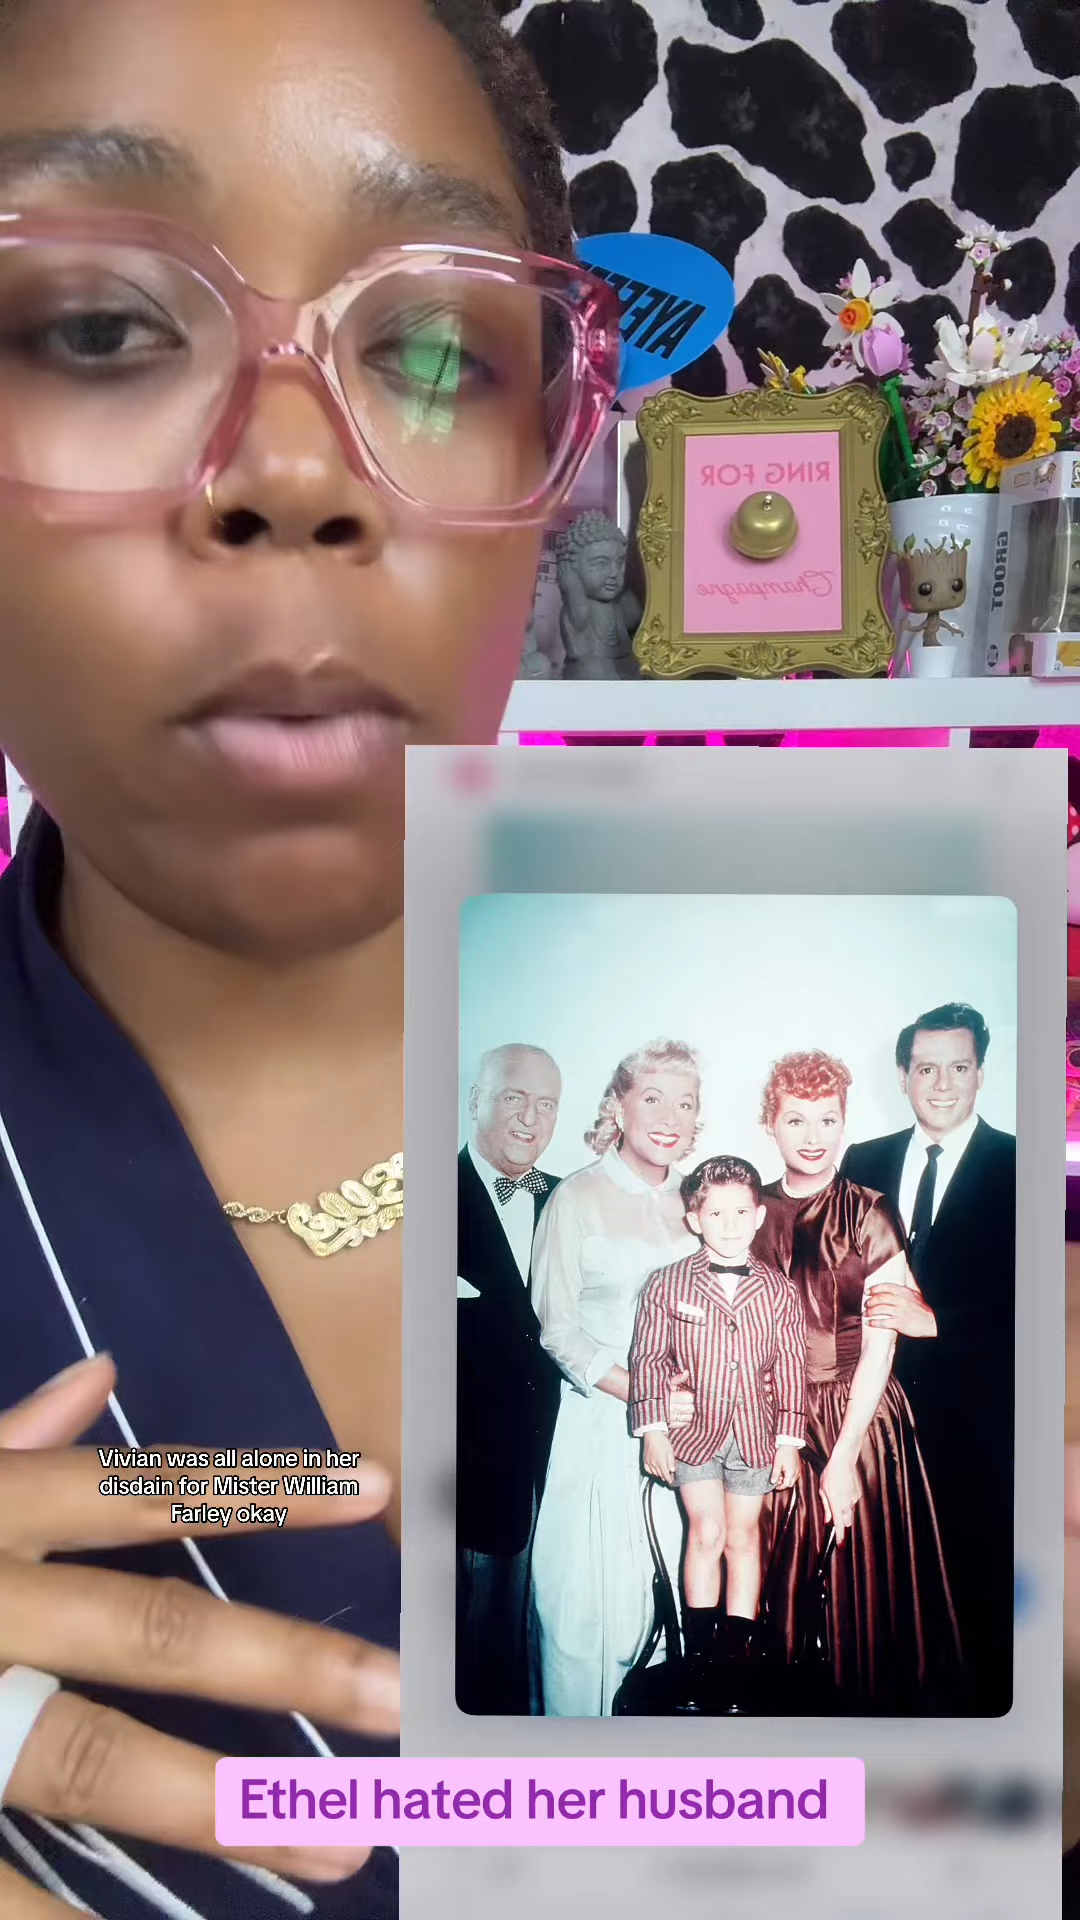 AYEEE
RING FOR
Champagne
GROOT
Vivian was all alone in her
disdain for Mister William
Farley okay
Ethel hated her husband